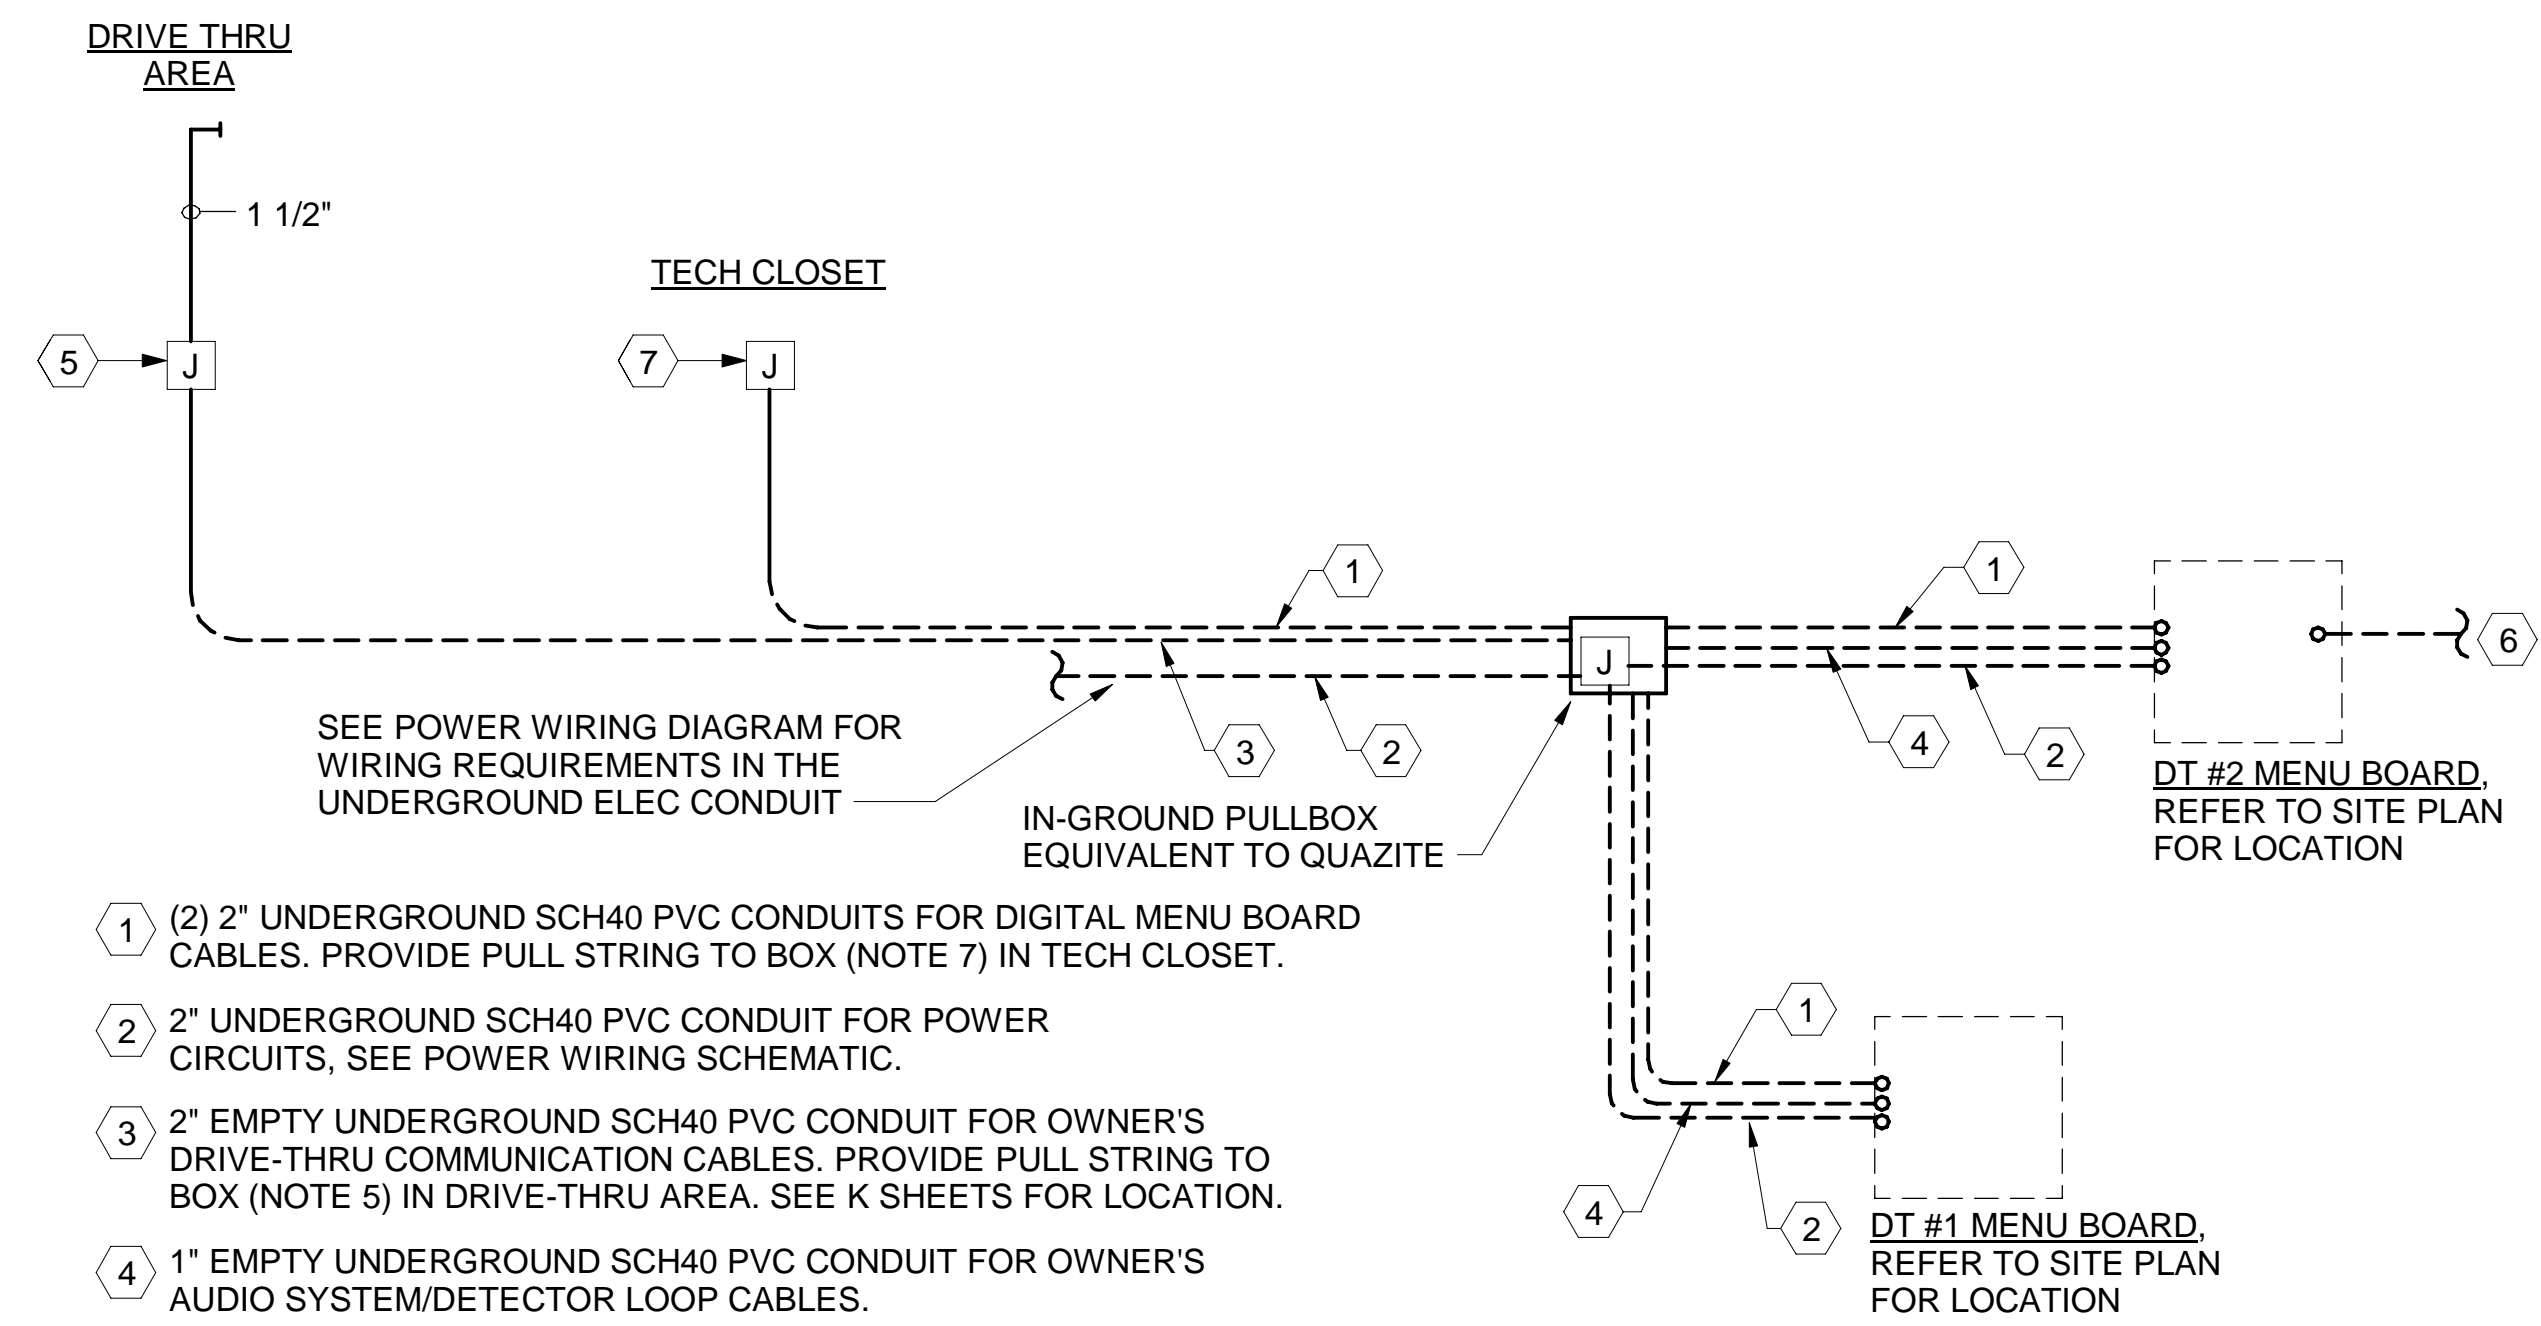 DRIVE THRU
AREA
1 1/2"
TECH CLOSET
5
J
7
J
1
1
6
J
SEE POWER WIRING DIAGRAM FOR
WIRING REQUIREMENTS IN THE
UNDERGROUND ELEC CONDUIT
3
2
4
2
IN-GROUND PULLBOX
EQUIVALENT TO QUAZITE
DT #2 MENU BOARD,
REFER TO SITE PLAN
FOR LOCATION
1 (2) 2" UNDERGROUND SCH40 PVC CONDUITS FOR DIGITAL MENU BOARD
CABLES. PROVIDE PULL STRING TO BOX (NOTE 7) IN TECH CLOSET.
2 2" UNDERGROUND SCH40 PVC CONDUIT FOR POWER
CIRCUITS, SEE POWER WIRING SCHEMATIC.
3 2" EMPTY UNDERGROUND SCH40 PVC CONDUIT FOR OWNER'S
DRIVE-THRU COMMUNICATION CABLES. PROVIDE PULL STRING TO
BOX (NOTE 5) IN DRIVE-THRU AREA. SEE K SHEETS FOR LOCATION.
4 1" EMPTY UNDERGROUND SCH40 PVC CONDUIT FOR OWNER'S
AUDIO SYSTEM/DETECTOR LOOP CABLES.
1
4
2
DT #1 MENU BOARD,
REFER TO SITE PLAN
FOR LOCATION